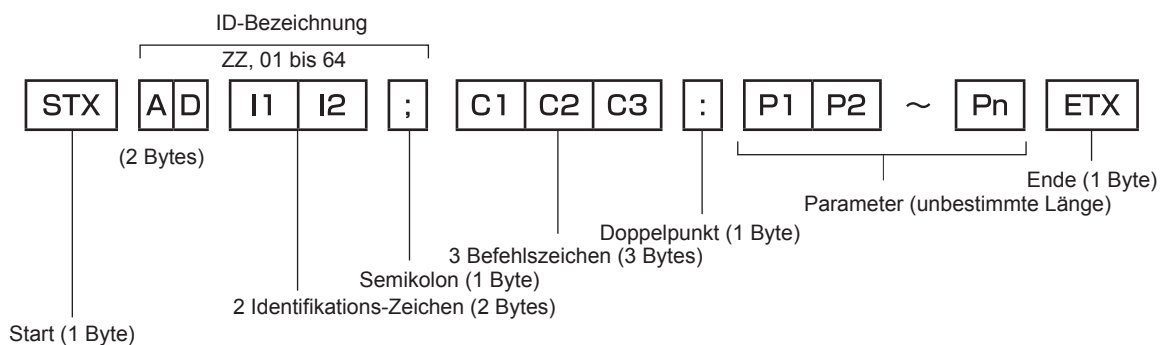 ID-Bezeichnung
ZZ, 01 bis 64
STX A D I1 I2 ; C1 C2 C3 : P1 P2 ~ Pn ETX
(2 Bytes)
Ende (1 Byte)
Parameter (unbestimmte Länge)
Doppelpunkt (1 Byte)
3 Befehlszeichen (3 Bytes)
Semikolon (1 Byte)
2 Identifikations-Zeichen (2 Bytes)
Start (1 Byte)